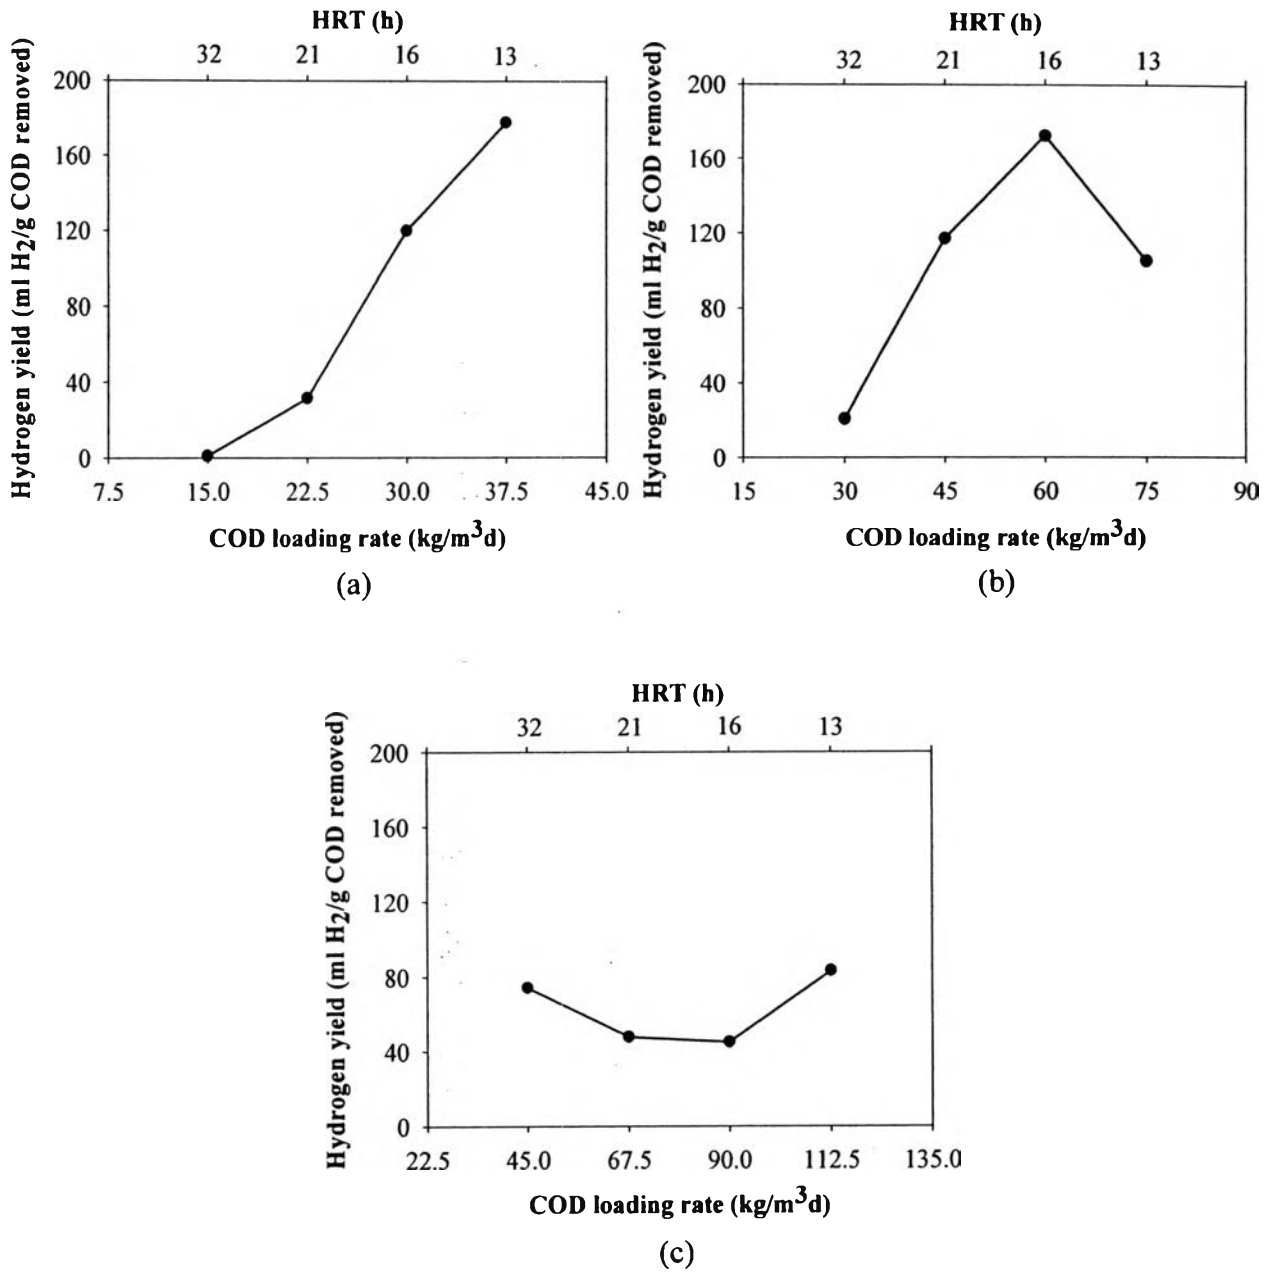 HRT (h)
32 21 16 13
Hydrogen yield (ml H2/g COD removed)
200
160
120
80
40
0
7.5 15.0 22.5 30.0 37.5 45.0
COD loading rate (kg/m3d)
(a)
HRT (h)
32 21 16 13
Hydrogen yield (ml H2/g COD removed)
200
160
120
80
40
0
15 30 45 60 75 90
COD loading rate (kg/m3d)
(b)
HRT (h)
32 21 16 13
Hydrogen yield (ml H2/g COD removed)
200
160
120
80
40
0
22.5 45.0 67.5 90.0 112.5 135.0
COD loading rate (kg/m3d)
(c)